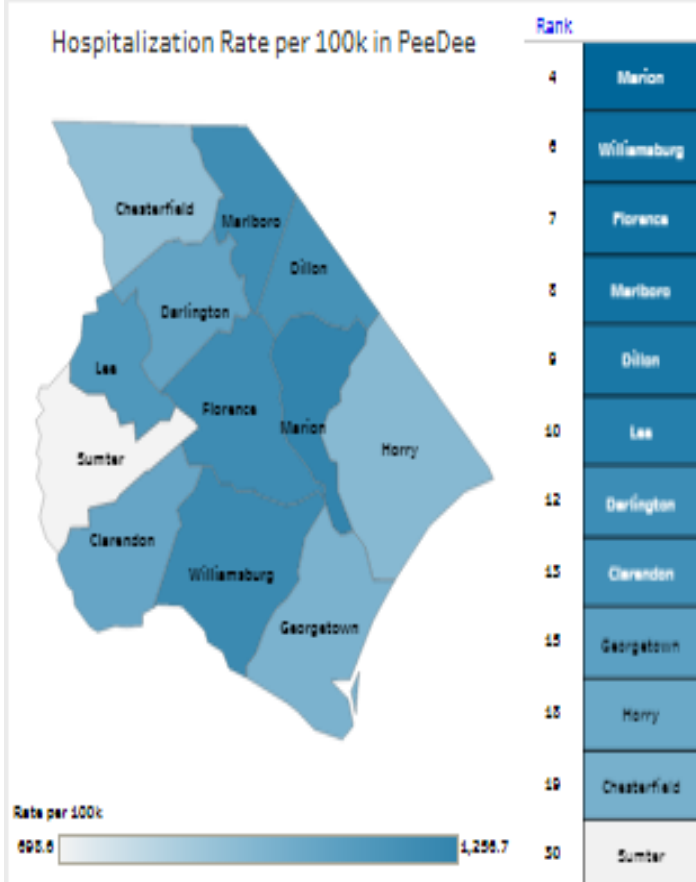 Hospitalization Rate per 100k in PeeDee
Chesterfield
Marlboro
Dillon
Darlington
Lee
Florence
Marion
Horry
Sumter
Clarendon
Williamsburg
Georgetown
Rate per 100k
Rank
4 Marion
6 Williamsburg
7 Florence
8 Marlboro
9 Dillon
10 Lee
12 Darlington
13 Clarendon
Georgetown
Horry
19 Chesterfield
30 Sumter